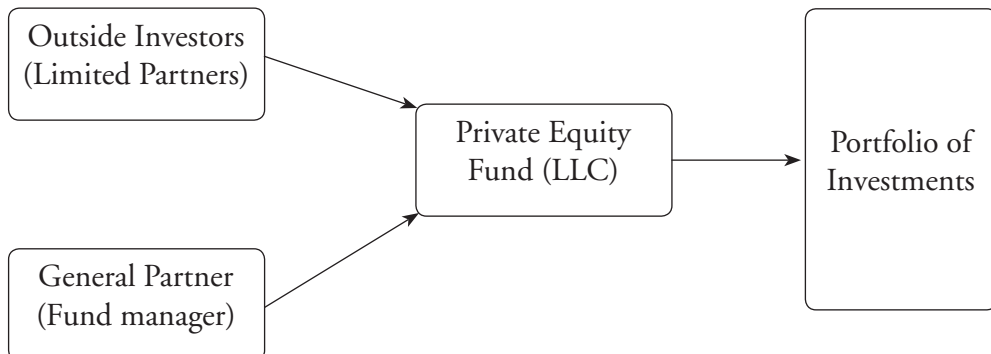 Outside Investors
(Limited Partners)
Private Equity
Fund (LLC)
Portfolio of
Investments
General Partner
(Fund manager)